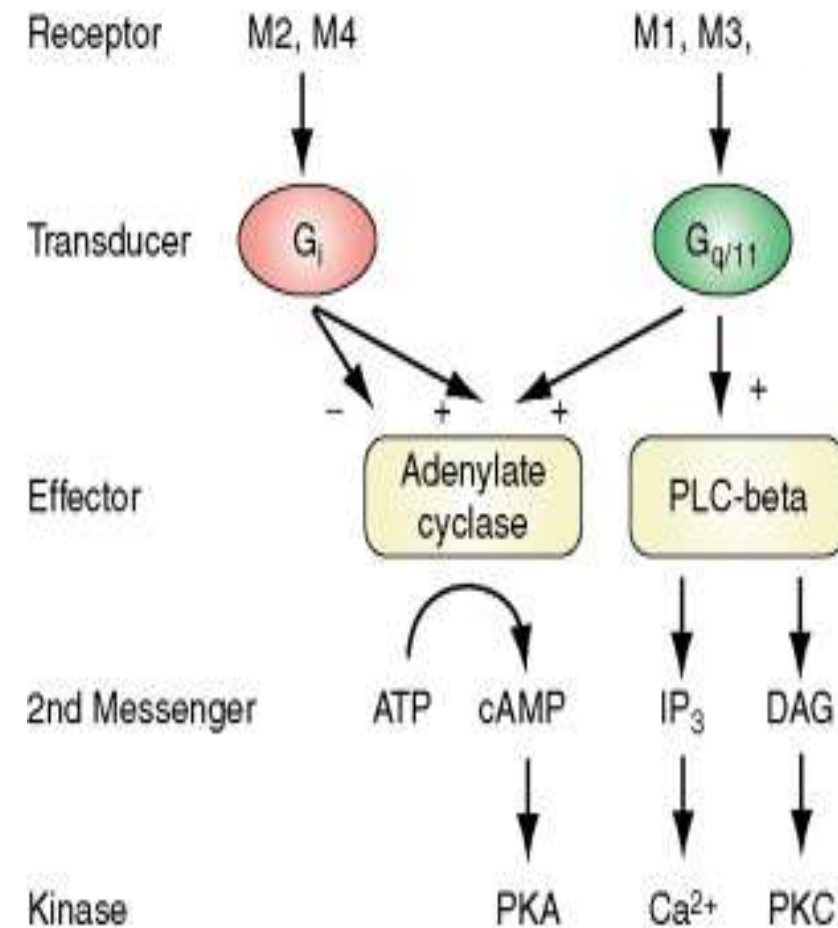 Receptor M2, M4 M1, M3,
Transducer Gi Gq/11
− + + +
Effector Adenylate cyclase PLC-beta
2nd Messenger ATP cAMP IP3 DAG
Kinase PKA Ca2+ PKC